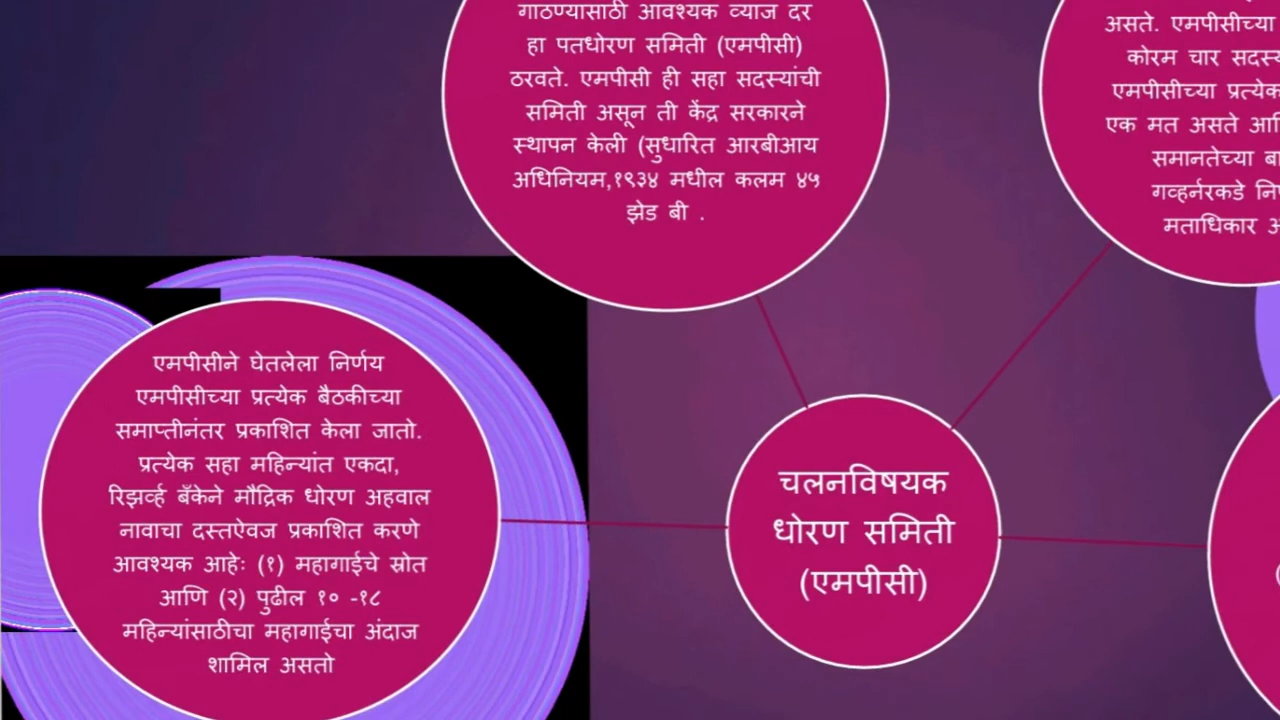 गाठण्यासाठी आवश्यक व्याज दर
हा पतधोरण समिती (एमपीसी)
ठरवते. एमपीसी ही सहा सदस्यांची
समिती असून ती केंद्र सरकारने
स्थापन केली (सुधारित आरबीआय
अधिनियम,१९३४ मधील कलम ४५
झेड बी .
असते. एमपीसीच्या
कोरम चार
एमपीसीच्या
एक मत असते
समानतेच्या
गव्हर्नरकडे
मताधिकार
एमपीसीने घेतलेला निर्णय
एमपीसीच्या प्रत्येक बैठकीच्या
समाप्तीनंतर प्रकाशित केला जातो.
प्रत्येक सहा महिन्यांत एकदा,
रिझर्व्ह बँकेने मौद्रिक धोरण अहवाल
नावाचा दस्तऐवज प्रकाशित करणे
आवश्यक आहेः (१) महागाईचे स्रोत
आणि (२) पुढील १० -१८
महिन्यांसाठीचा महागाईचा अंदाज
शामिल असतो
चलनविषयक
धोरण समिती
(एमपीसी)